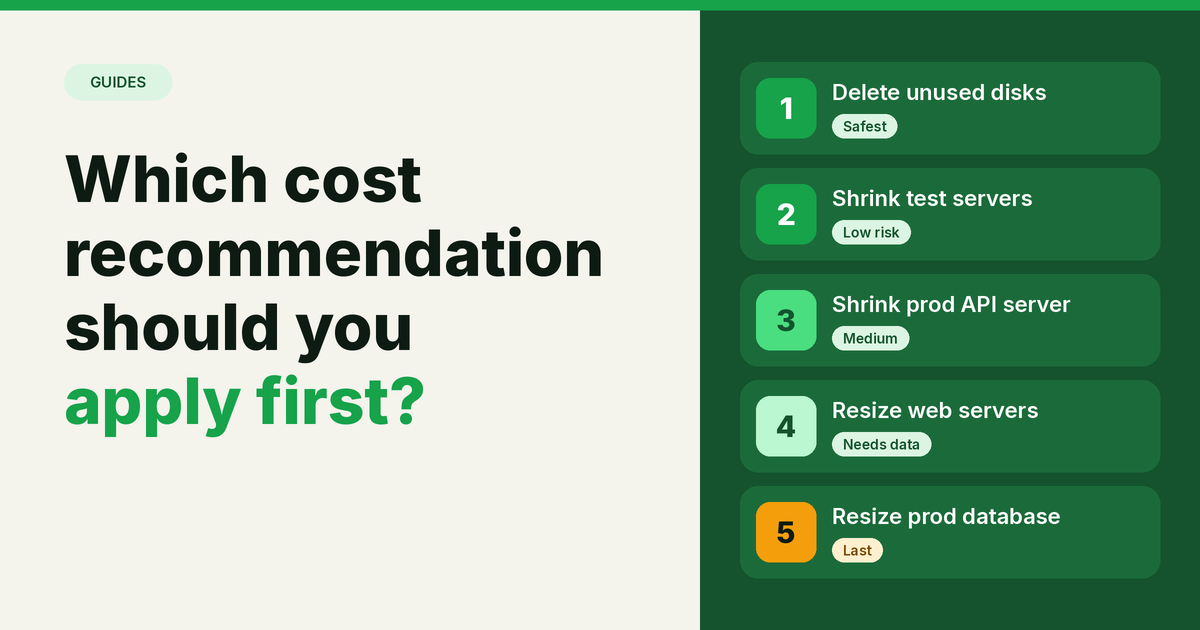 GUIDES
Which cost
recommendation
should you
apply first?
1
Delete unused disks
Safest
2
Shrink test servers
Low risk
3
Shrink prod API server
Medium
4
Resize web servers
Needs data
5
Resize prod database
Last